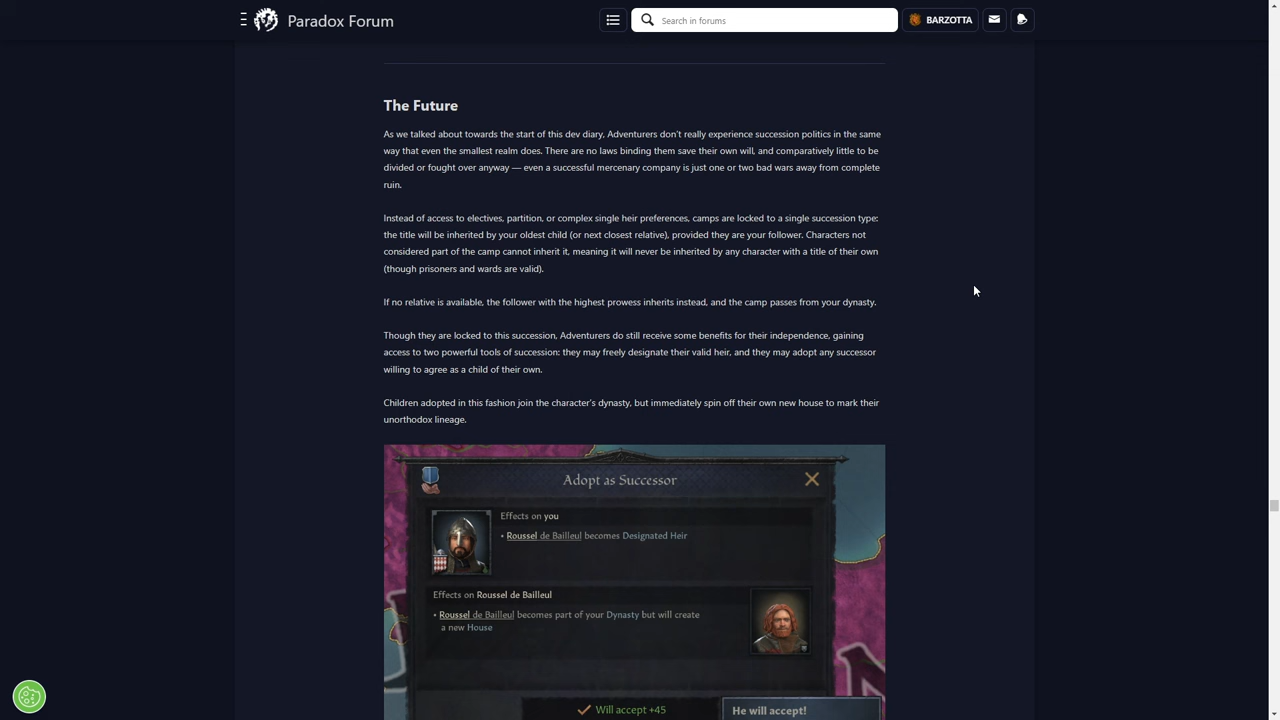 Paradox Forum
Search in forums
BARZOTTA
The Future
As we talked about towards the start of this dev diary, Adventurers don't really experience succession politics in the same
way that even the smallest realm does. There are no laws binding them save their own will, and comparatively little to be
divided or fought over anyway — even a successful mercenary company is just one or two bad wars away from complete
ruin.
Instead of access to electives, partition, or complex single heir preferences, camps are locked to a single succession type:
the title will be inherited by your oldest child (or next closest relative), provided they are your follower. Characters not
considered part of the camp cannot inherit it, meaning it will never be inherited by any character with a title of their own
(though prisoners and wards are valid).
If no relative is available, the follower with the highest prowess inherits instead, and the camp passes from your dynasty.
Though they are locked to this succession, Adventurers do still receive some benefits for their independence, gaining
access to two powerful tools of succession: they may freely designate their valid heir, and they may adopt any successor
willing to agree as a child of their own.
Children adopted in this fashion join the character's dynasty, but immediately spin off their own new house to mark their
unorthodox lineage.
Adopt as Successor
Effects on you
• Roussel de Bailleul becomes Designated Heir
Effects on Roussel de Bailleul
• Roussel de Bailleul becomes part of your Dynasty but will create
a new House
Will accept +45
He will accept!